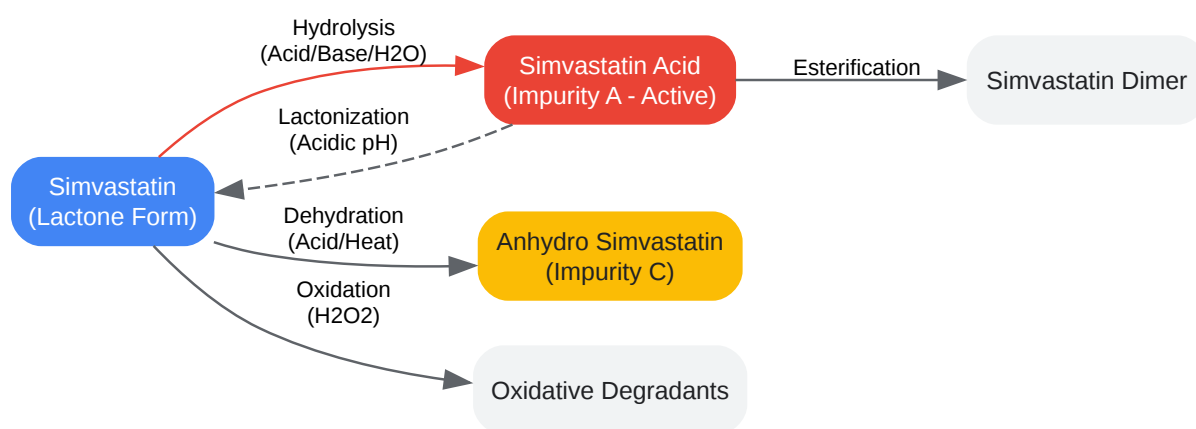 Hydrolysis
(Acid/Base/H2O)
Simvastatin Acid
(Impurity A - Active)
Esterification
Simvastatin Dimer
Lactonization
(Acidic pH)
Simvastatin
(Lactone Form)
Dehydration
(Acid/Heat)
Anhydro Simvastatin
(Impurity C)
Oxidation
(H2O2)
Oxidative Degradants